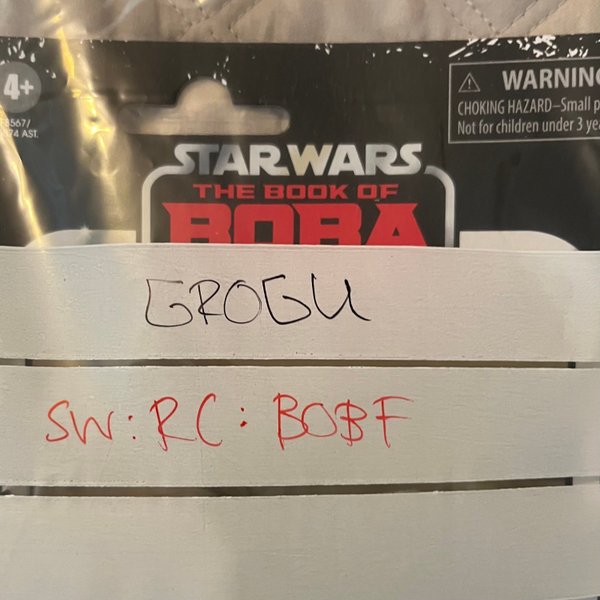 4+
WARNING
CHOKING HAZARD–Small
Not for children under 3
STAR WARS
THE BOOK OF
BOBA
GROGU
SW:RC:BOBF